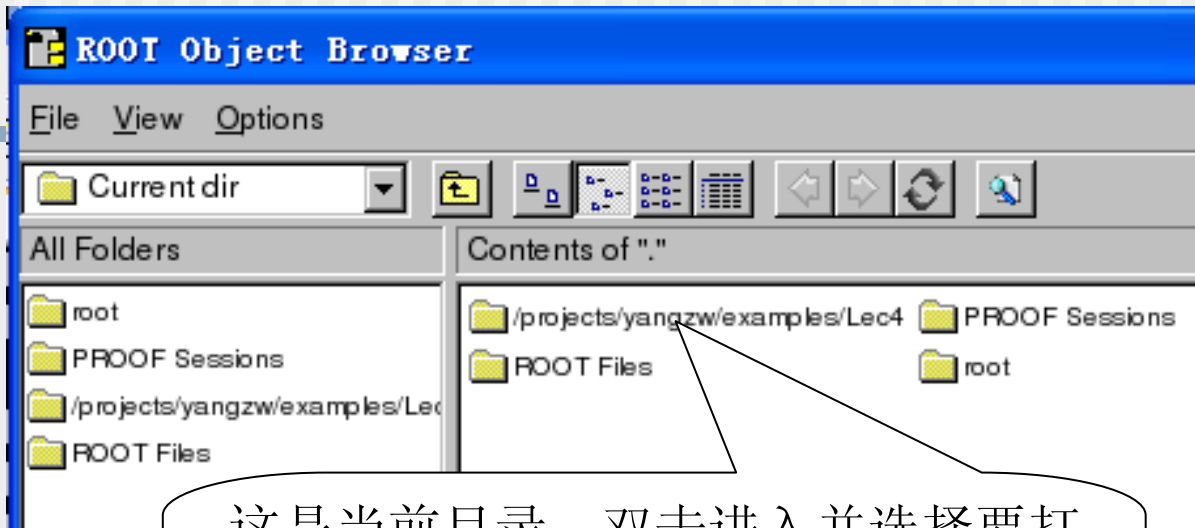 ROOT Object Browser
File View Options
Current dir
All Folders
Contents of "."
root
PROOF Sessions
/projects/yangzw/examples/Lec
ROOT Files
/projects/yangzw/examples/Lec4 PROOF Sessions
ROOT Files root
这是当前目录，双击进入并选择要打